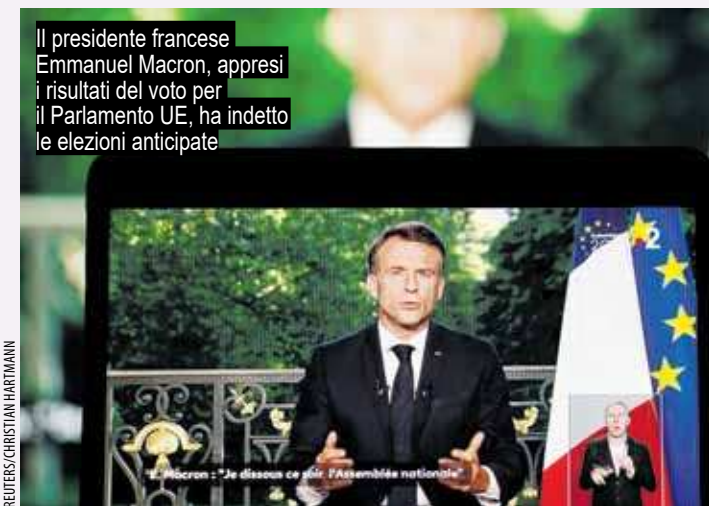 Il presidente francese
Emmanuel Macron, appresi
i risultati del voto per
il Parlamento UE, ha indetto
le elezioni anticipate
2
E. Macron : "Je dissous ce soir, l'Assemblée nationale"
REUTERS/CHRISTIAN HARTMANN